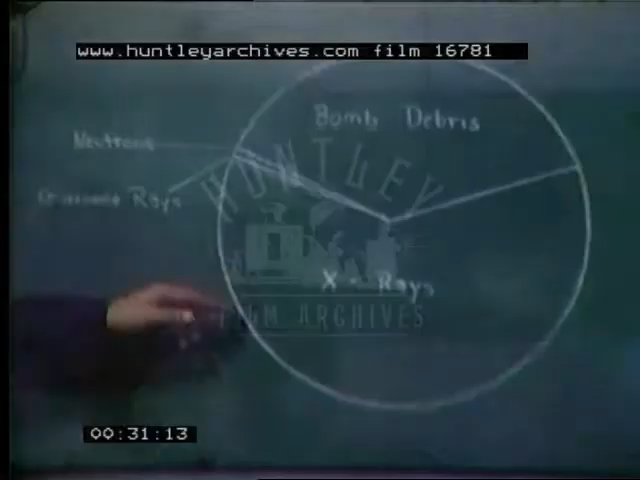 www.huntleyarchives.com film 16781
Bomb Debris
Neutrons
Gamma Rays
HUNTLEY
X-Rays
FILM ARCHIVES
00:31:13